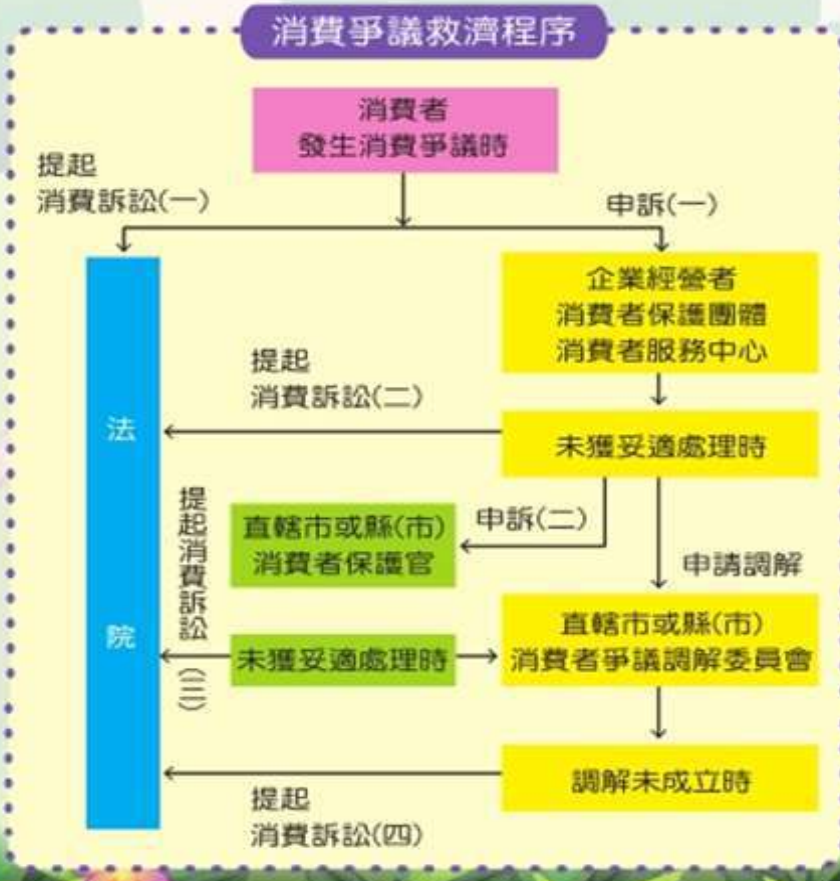 消費爭議救濟程序
消費者
發生消費爭議時
提起
消費訴訟(一)
申訴(一)
企業經營者
消費者保護團體
消費者服務中心
提起
消費訴訟(二)
未獲妥適處理時
法
院
提起消費訴訟(三)
直轄市或縣(市)
消費者保護官
申訴(二)
申請調解
未獲妥適處理時
直轄市或縣(市)
消費者爭議調解委員會
調解未成立時
提起
消費訴訟(四)